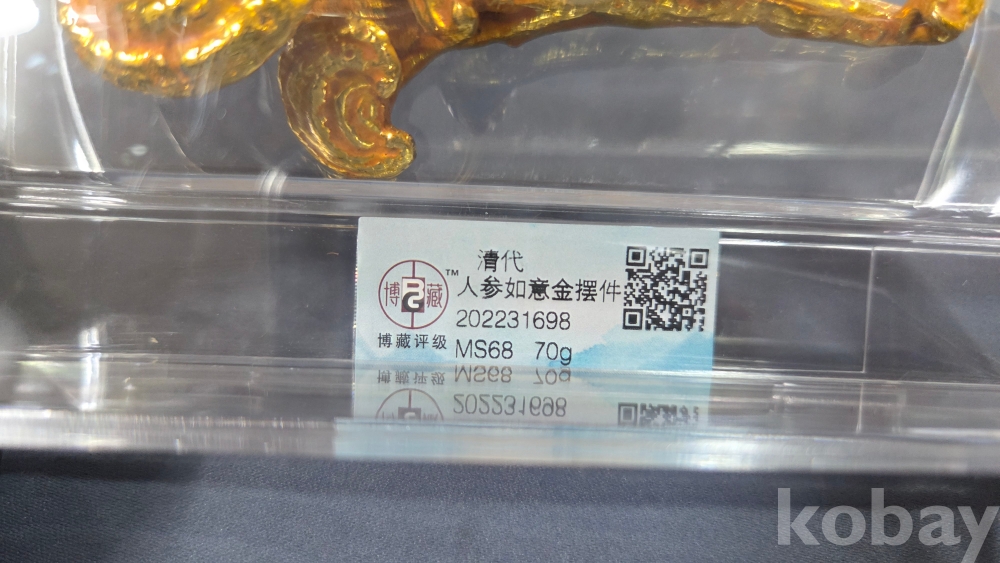 清代
人参如意金摆件
202231698
MS68 70g
博藏
TM
博藏评级
kobay